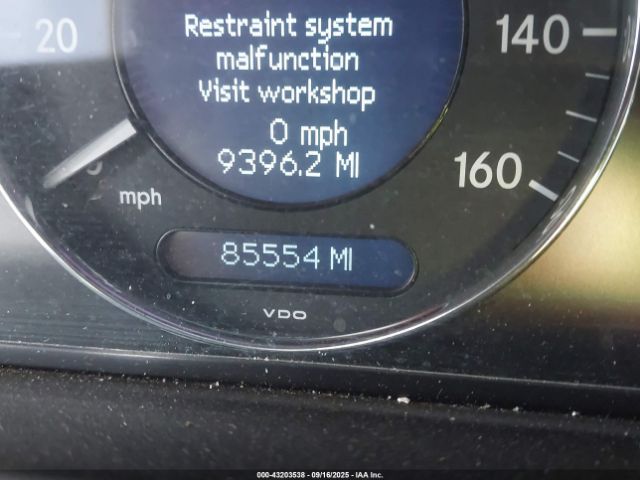 Restraint system
20
140
malfunction
Visit workshop
0 mph
9396.2 MI
160
mph
85554 MI
VDO
000-43203538 - 09/16/2025 - IAA Inc.